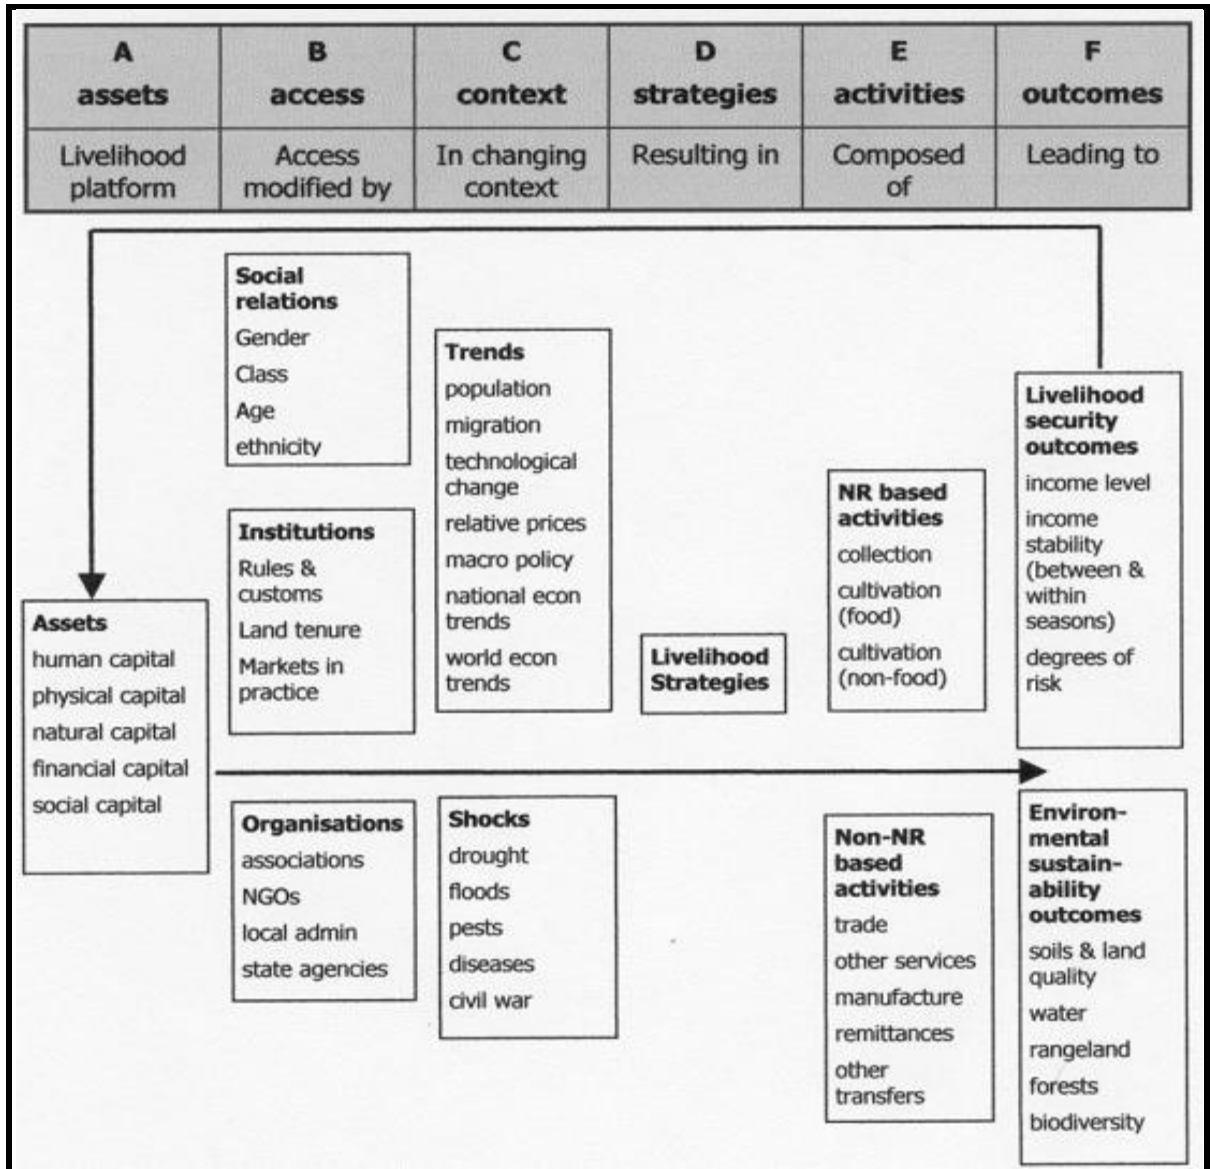 A
assets
B
access
C
context
D
strategies
E
activities
F
outcomes
Livelihood
platform
Access
modified by
In changing
context
Resulting in
Composed
of
Leading to
Assets
human capital
physical capital
natural capital
financial capital
social capital
Social
relations
Gender
Class
Age
ethnicity
Institutions
Rules &
customs
Land tenure
Markets in
practice
Organisations
associations
NGOs
local admin
state agencies
Trends
population
migration
technological
change
relative prices
macro policy
national econ
trends
world econ
trends
Shocks
drought
floods
pests
diseases
civil war
Livelihood
Strategies
NR based
activities
collection
cultivation
(food)
cultivation
(non-food)
Non-NR
based
activities
trade
other services
manufacture
remittances
other
transfers
Livelihood
security
outcomes
income level
income
stability
(between &
within
seasons)
degrees of
risk
Environ-
mental
sustain-
ability
outcomes
soils & land
quality
water
rangeland
forests
biodiversity